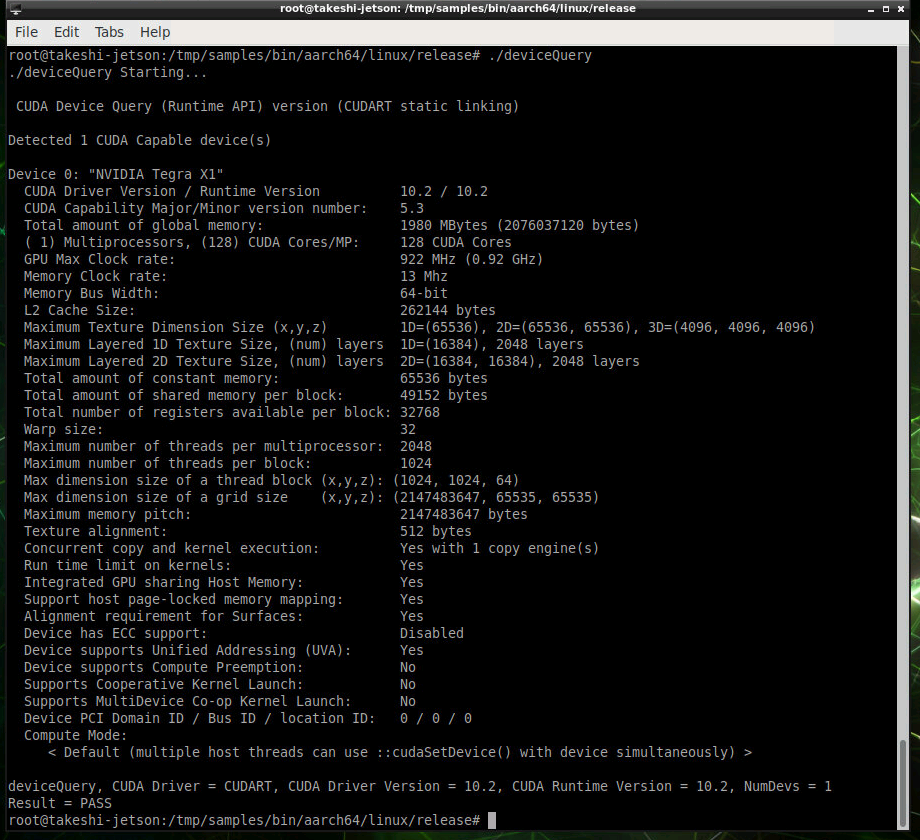 root@takeshi-jetson: /tmp/samples/bin/aarch64/linux/release
File Edit Tabs Help
root@takeshi-jetson:/tmp/samples/bin/aarch64/linux/release# ./deviceQuery
./deviceQuery Starting...
CUDA Device Query (Runtime API) version (CUDART static linking)
Detected 1 CUDA Capable device(s)
Device 0: "NVIDIA Tegra X1"
CUDA Driver Version / Runtime Version 10.2 / 10.2
CUDA Capability Major/Minor version number: 5.3
Total amount of global memory: 1980 MBytes (2076037120 bytes)
( 1) Multiprocessors, (128) CUDA Cores/MP: 128 CUDA Cores
GPU Max Clock rate: 922 MHz (0.92 GHz)
Memory Clock rate: 13 Mhz
Memory Bus Width: 64-bit
L2 Cache Size: 262144 bytes
Maximum Texture Dimension Size (x,y,z) 1D=(65536), 2D=(65536, 65536), 3D=(4096, 4096, 4096)
Maximum Layered 1D Texture Size, (num) layers 1D=(16384), 2048 layers
Maximum Layered 2D Texture Size, (num) layers 2D=(16384, 16384), 2048 layers
Total amount of constant memory: 65536 bytes
Total amount of shared memory per block: 49152 bytes
Total number of registers available per block: 32768
Warp size: 32
Maximum number of threads per multiprocessor: 2048
Maximum number of threads per block: 1024
Max dimension size of a thread block (x,y,z): (1024, 1024, 64)
Max dimension size of a grid size (x,y,z): (2147483647, 65535, 65535)
Maximum memory pitch: 2147483647 bytes
Texture alignment: 512 bytes
Concurrent copy and kernel execution: Yes with 1 copy engine(s)
Run time limit on kernels: Yes
Integrated GPU sharing Host Memory: Yes
Support host page-locked memory mapping: Yes
Alignment requirement for Surfaces: Yes
Device has ECC support: Disabled
Device supports Unified Addressing (UVA): Yes
Device supports Compute Preemption: No
Supports Cooperative Kernel Launch: No
Supports MultiDevice Co-op Kernel Launch: No
Device PCI Domain ID / Bus ID / location ID: 0 / 0 / 0
Compute Mode:
< Default (multiple host threads can use ::cudaSetDevice() with device simultaneously) >
deviceQuery, CUDA Driver = CUDART, CUDA Driver Version = 10.2, CUDA Runtime Version = 10.2, NumDevs = 1
Result = PASS
root@takeshi-jetson:/tmp/samples/bin/aarch64/linux/release#